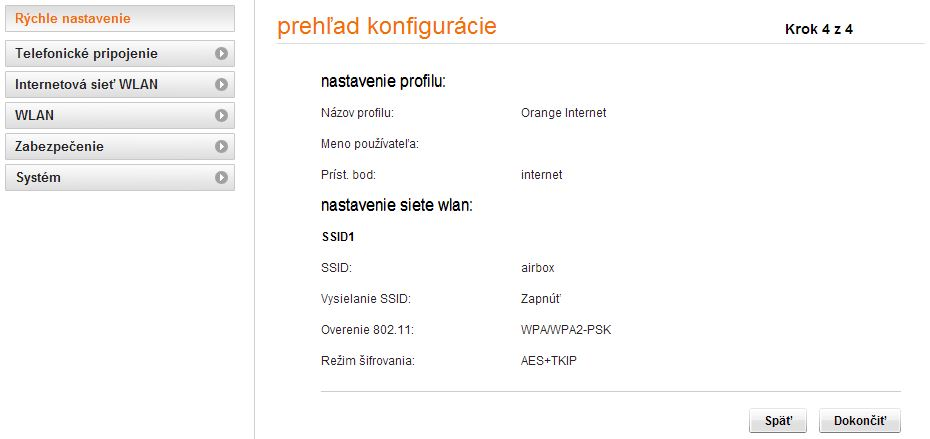 Rýchle nastavenie
Telefonické pripojenie
Internetová sieť WLAN
WLAN
Zabezpečenie
Systém
prehľad konfigurácie
Krok 4 z 4
nastavenie profilu:
Názov profilu: Orange Internet
Meno používateľa:
Príst. bod: internet
nastavenie siete wlan:
SSID1
SSID: airbox
Vysielanie SSID: Zapnúť
Overenie 802.11: WPA/WPA2-PSK
Režim šifrovania: AES+TKIP
Späť Dokončiť